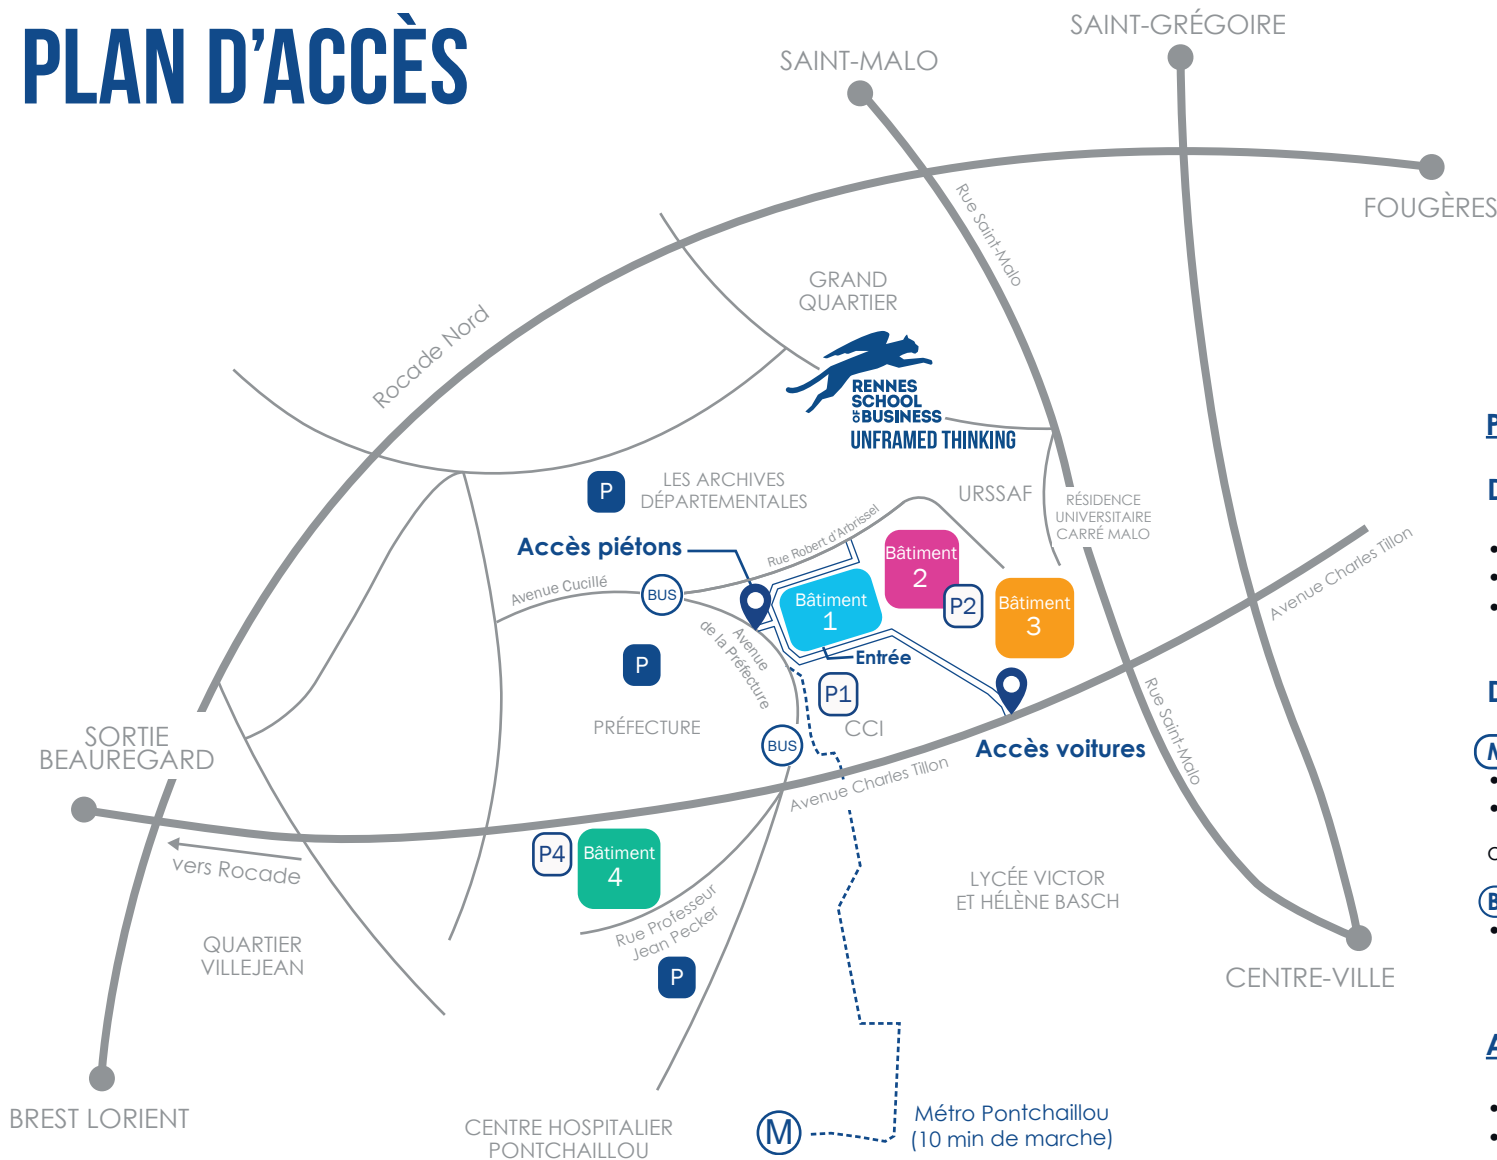 PLAN D'ACCÈS
SAINT-GRÉGOIRE
SAINT-MALO
FOUGÈRES
Rue Saint-Malo
GRAND
QUARTIER
Rocade Nord
RENNES
SCHOOL
OF BUSINESS
UNFRAMED THINKING
P
LES ARCHIVES
DÉPARTEMENTALES
URSSAF
RÉSIDENCE
UNIVERSITAIRE
CARRÉ MALO
Rue Robert d'Arbrissel
Accès piétons
Avenue Charles Tillon
Bâtiment
2
Avenue Cucillé
BUS
Bâtiment
1
P2
Bâtiment
3
Avenue
de la Préfecture
Entrée
P
P1
PRÉFECTURE
CCI
BUS
Accès voitures
Rue Saint-Malo
SORTIE
BEAUREGARD
Avenue Charles Tillon
vers Rocade
P4
Bâtiment
4
LYCÉE VICTOR
ET HÉLÈNE BASCH
Rue Professeur
Jean Pecker
QUARTIER
VILLEJEAN
P
CENTRE-VILLE
BREST LORIENT
CENTRE HOSPITALIER
PONTCHAILLOU
M
Métro Pontchaillou
(10 min de marche)